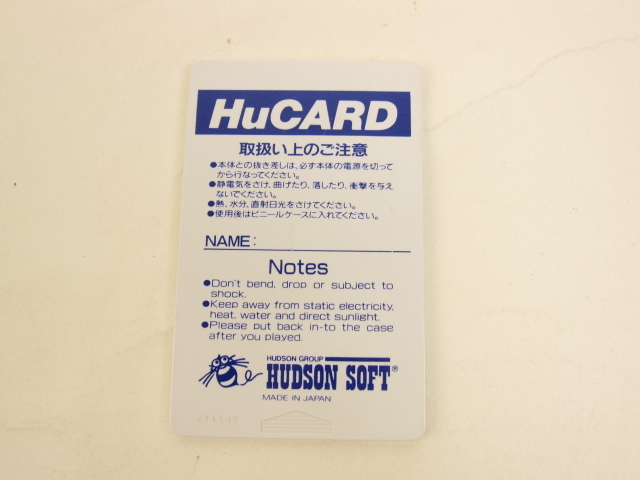 HuCARD
取扱い上のご注意
●本体との抜き差しは、必ず本体の電源を切って
から行なってください。
●静電気をさけ、曲げたり、落したり、衝撃を与え
ないでください。
●熱、水分、直射日光をさけてください。
●使用後はビニールケースに入れてください。
NAME:
Notes
●Don't bend, drop or subject to
shock.
●Keep away from static electricity,
heat, water and direct sunlight.
●Please put back in-to the case
after you played.
HUDSON GROUP
HUDSON SOFT®
MADE IN JAPAN